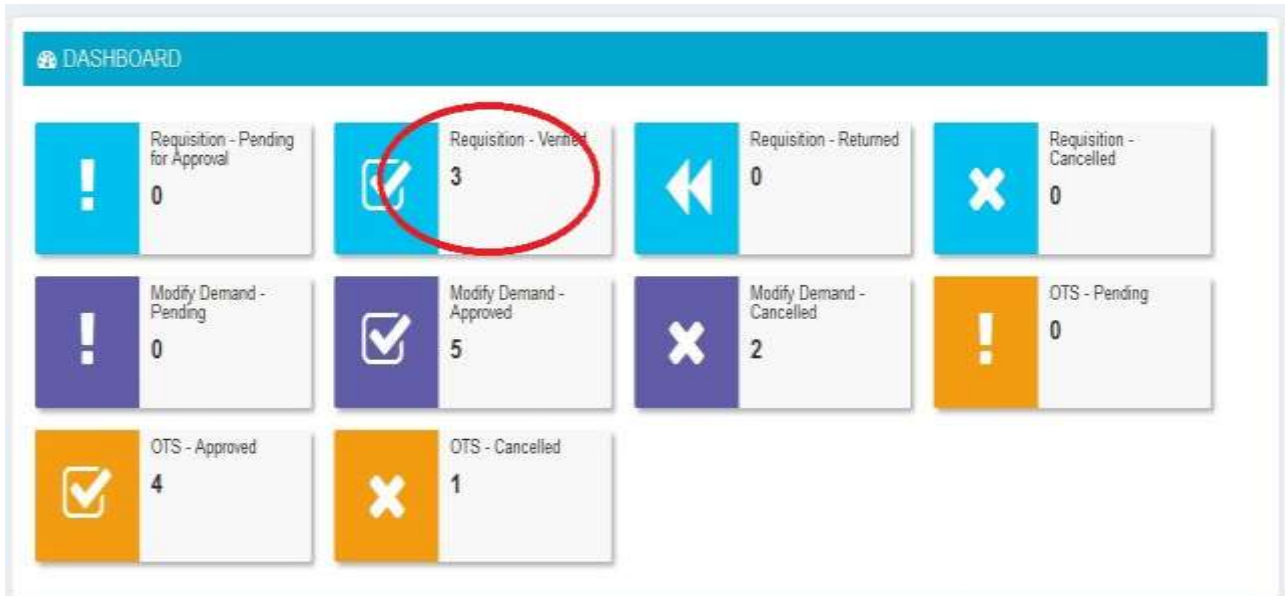 DASHBOARD
Requisition - Pending
for Approval
0
Requisition - Verified
3
Requisition - Returned
0
Requisition -
Cancelled
0
Modify Demand -
Pending
0
Modify Demand -
Approved
5
Modify Demand -
Cancelled
2
OTS - Pending
0
OTS - Approved
4
OTS - Cancelled
1